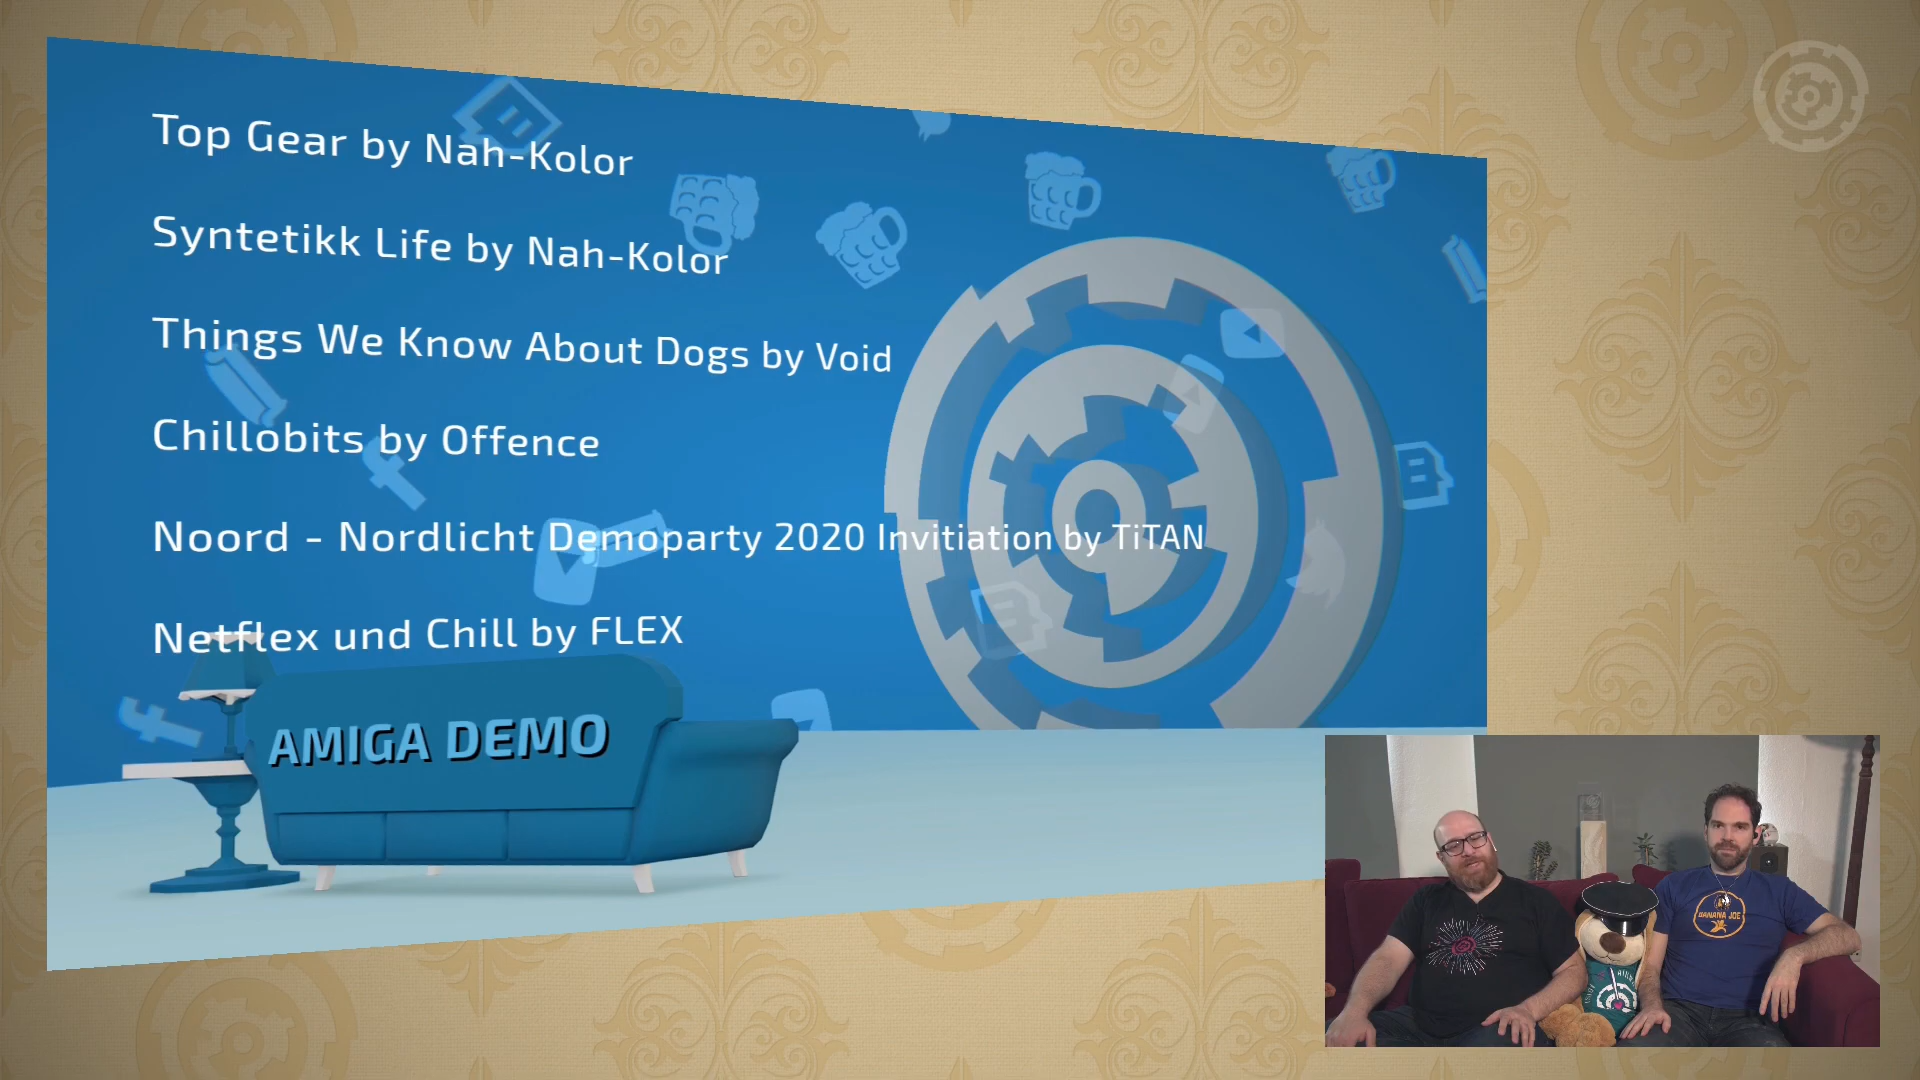 Top Gear by Nah-Kolor
Syntetikk Life by Nah-Kolor
Things We Know About Dogs by Void
Chillobits by Offence
Noord - Nordlicht Demoparty 2020 Invitiation by TiTAN
Netflex und Chill by FLEX
AMIGA DEMO
BANANA JOE